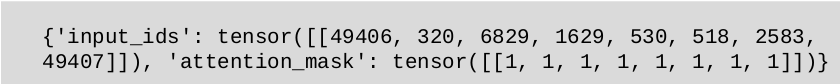 {'input_ids': tensor([[49406, 320, 6829, 1629, 530, 518, 2583,
49407]]), 'attention_mask': tensor([[1, 1, 1, 1, 1, 1, 1, 1]])}